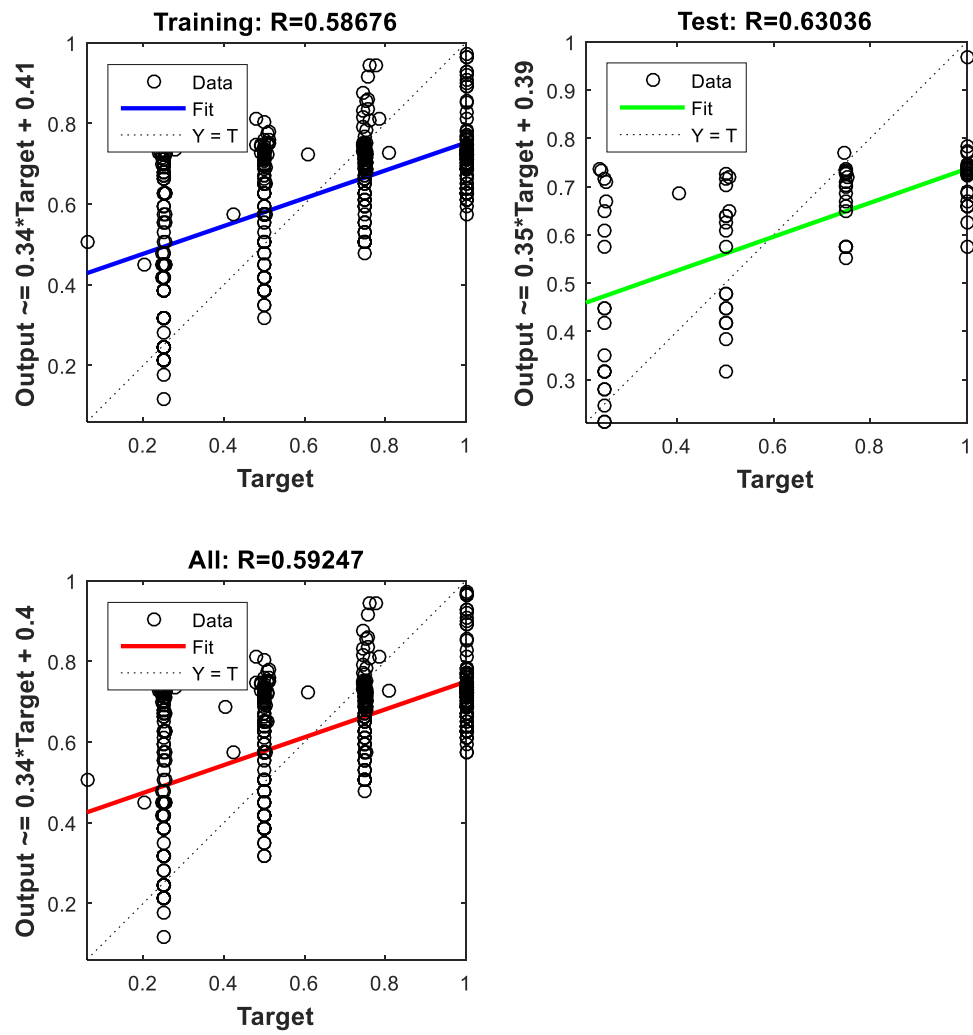 Training: R=0.58676
Output ~= 0.34*Target + 0.41
1
0.8
0.6
0.4
0.2
Data
Fit
Y = T
0.2 0.4 0.6 0.8 1
Target
Test: R=0.63036
Output ~= 0.35*Target + 0.39
1
0.9
0.8
0.7
0.6
0.5
0.4
0.3
Data
Fit
Y = T
0.4 0.6 0.8 1
Target
All: R=0.59247
Output ~= 0.34*Target + 0.4
1
0.8
0.6
0.4
0.2
Data
Fit
Y = T
0.2 0.4 0.6 0.8 1
Target